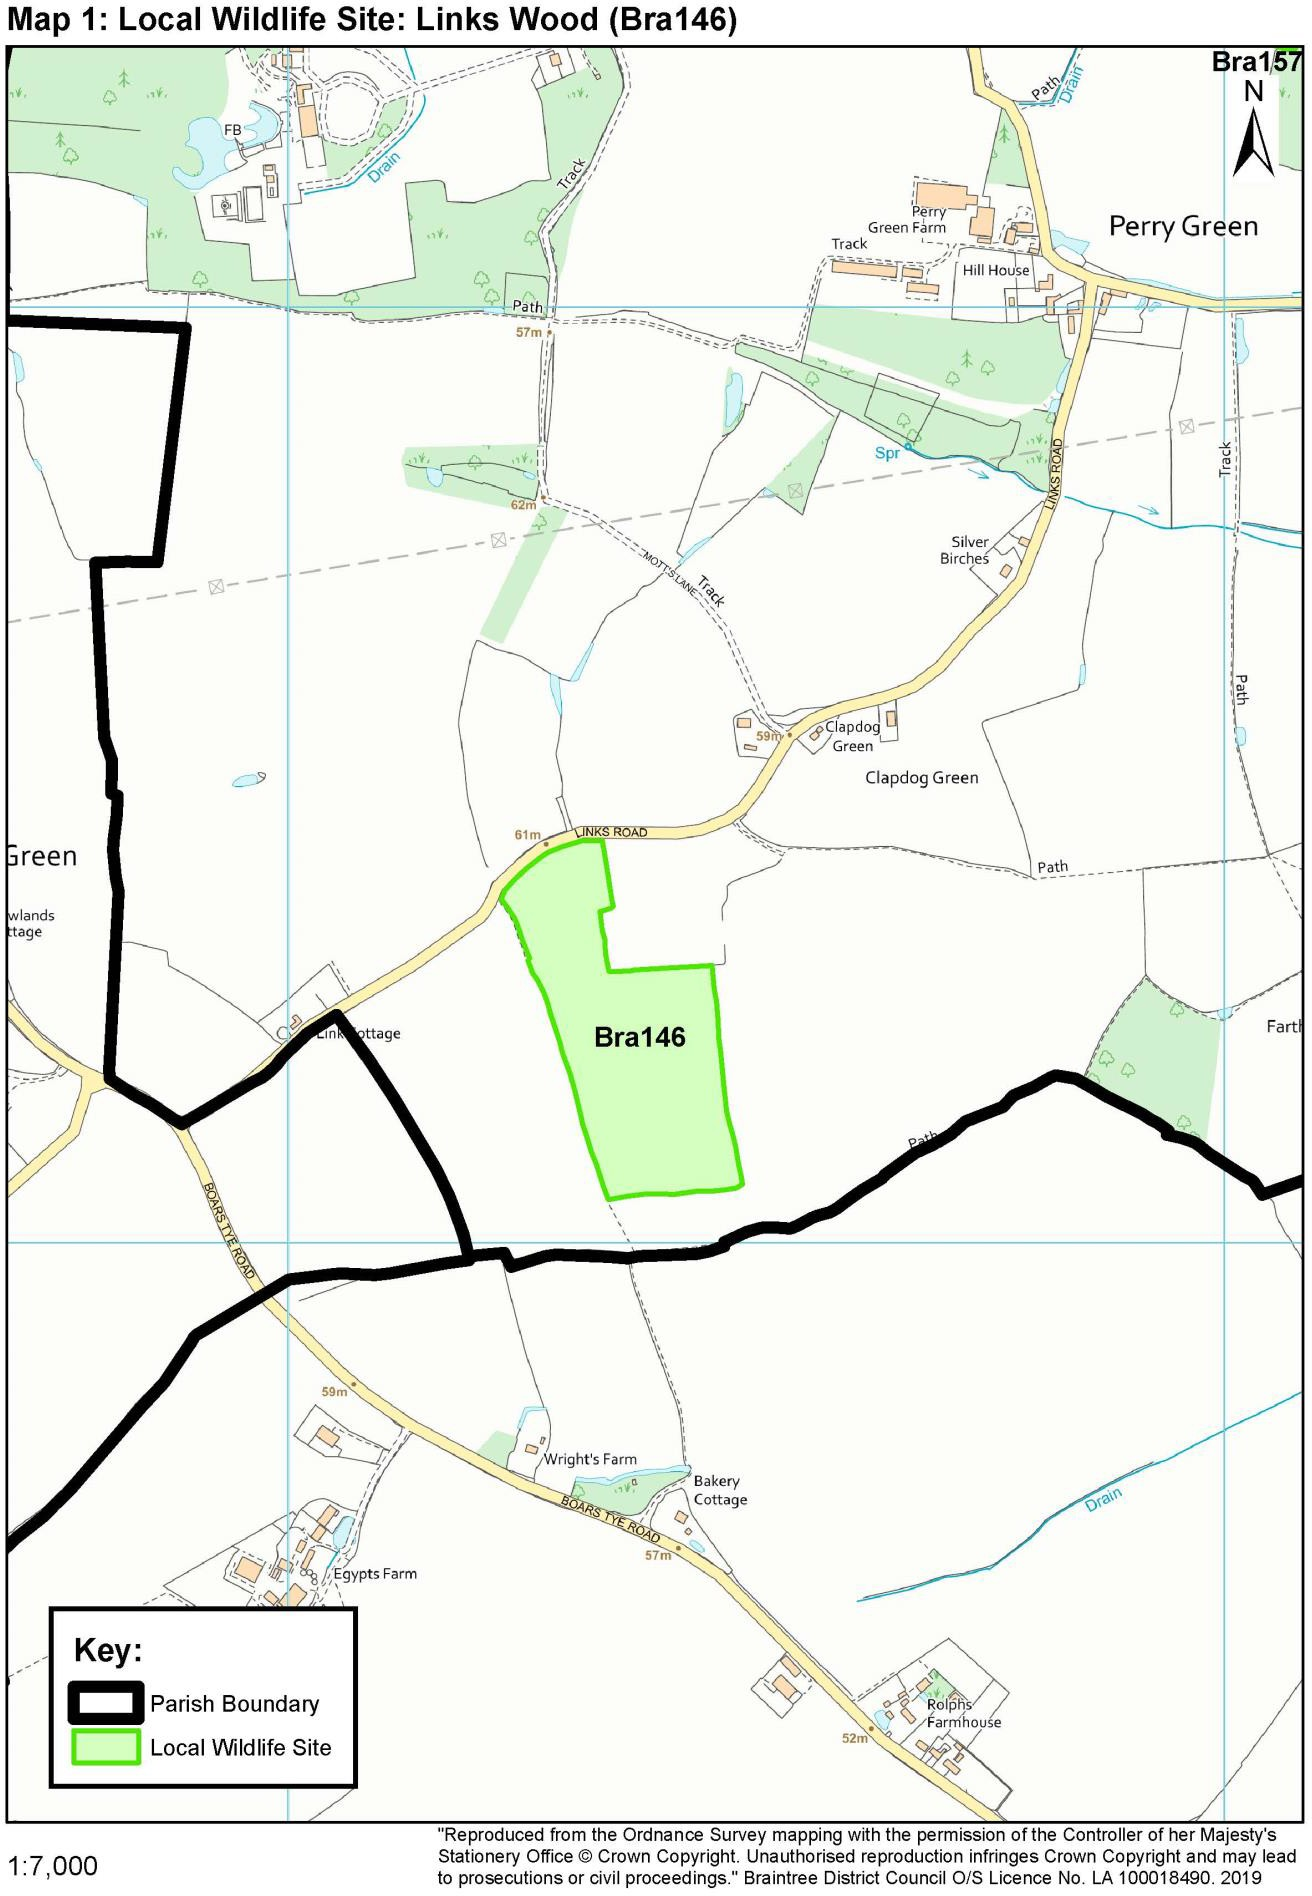 Map 1: Local Wildlife Site: Links Wood (Bra146)
Bra157
N
Path
Drain
FB
Drain
Track
Perry
Green Farm
Perry Green
Track
Hill House
Path
57m
LINKS ROAD
Spr
Track
62m
MOTT'S LANE
Track
Silver
Birches
Path
59m
Clapdog
Green
Clapdog Green
61m
LINKS ROAD
Green
Path
wlands
ttage
Link Cottage
Bra146
Farth
Path
BOARS TYE ROAD
59m
Wright's Farm
Bakery
Cottage
BOARS TYE ROAD
57m
Drain
Egypts Farm
Key:
Parish Boundary
Local Wildlife Site
Rolphs
Farmhouse
52m
1:7,000
"Reproduced from the Ordnance Survey mapping with the permission of the Controller of her Majesty's
Stationery Office © Crown Copyright. Unauthorised reproduction infringes Crown Copyright and may lead
to prosecutions or civil proceedings." Braintree District Council O/S Licence No. LA 100018490. 2019